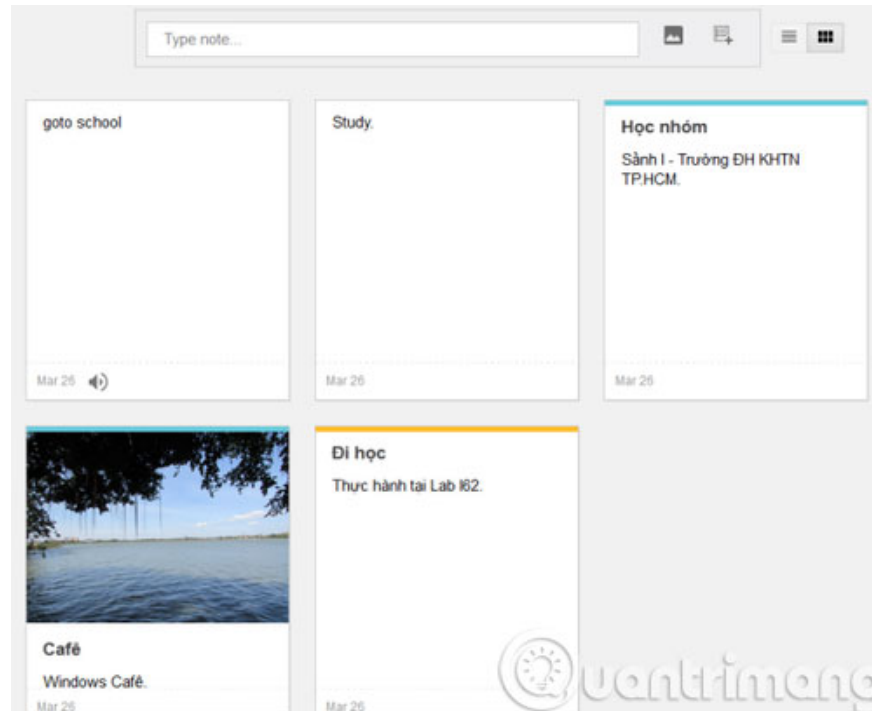 Type note...
goto school
Study.
Học nhóm
Sảnh I - Trường ĐH KHTN
TP.HCM.
Mar 26
Mar 26
Mar 26
Café
Windows Café.
Mar 26
Đi học
Thực hành tại Lab I62.
Mar 26
Quantrimang